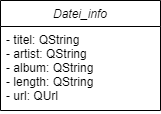 Datei_info
- titel: QString
- artist: QString
- album: QString
- length: QString
- url: QUrl